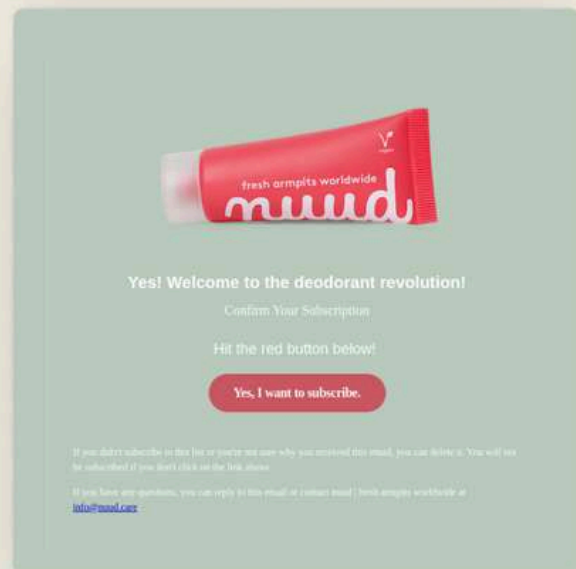 fresh armpits worldwide
nuud
Yes! Welcome to the deodorant revolution!
Confirm Your Subscription
Hit the red button below!
Yes, I want to subscribe.
If you didn't subscribe to this list or you're not sure why you received this email, you can delete it. You will not
be subscribed if you don't click on the link above.
If you have any questions, you can reply to this email or contact nuud | fresh armpits worldwide at
info@nuud.care